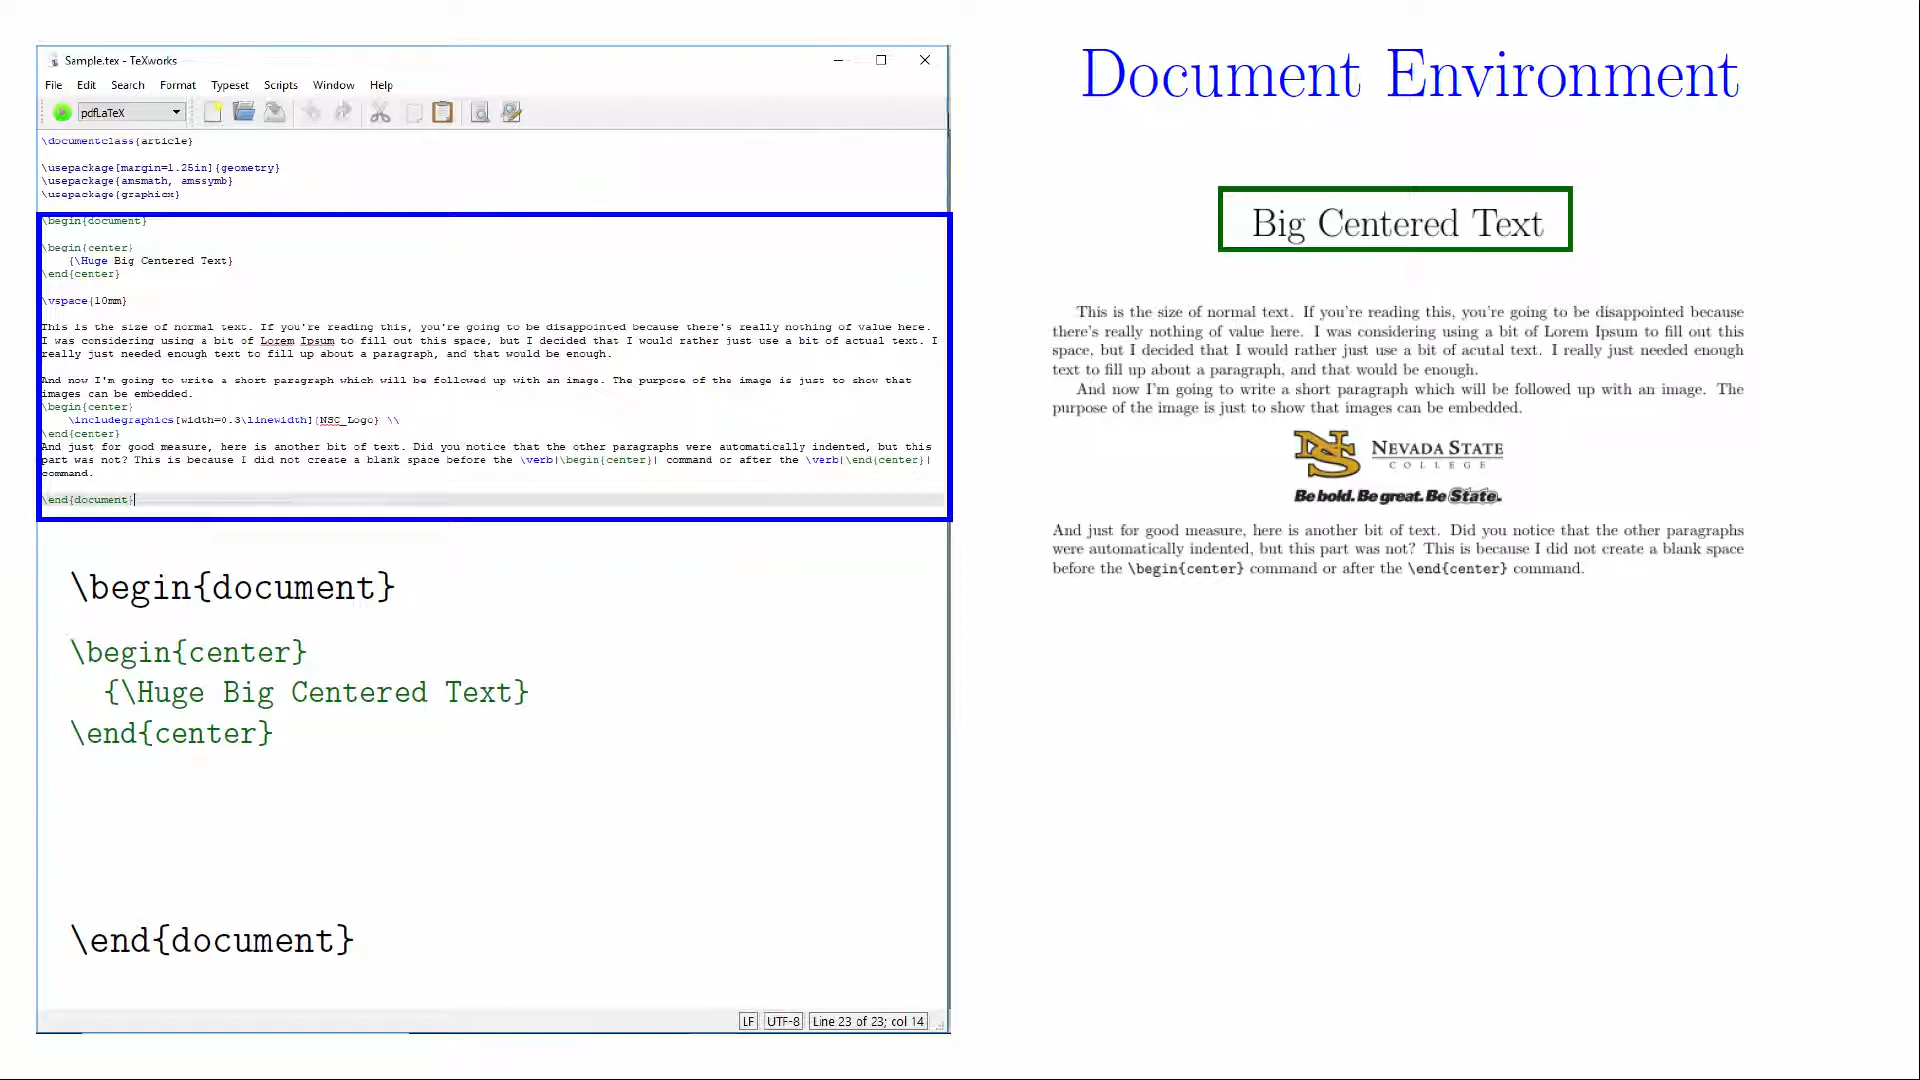 Sample.tex - TeXworks
File Edit Search Format Typeset Scripts Window Help
pdfLaTeX
\documentclass{article}
\usepackage[margin=1.25in]{geometry}
\usepackage{amsmath, amssymb}
\usepackage{graphicx}
\begin{document}
\begin{center}
{\Huge Big Centered Text}
\end{center}
\vspace{10mm}
This is the size of normal text. If you're reading this, you're going to be disappointed because there's really nothing of value here.
I was considering using a bit of Lorem Ipsum to fill out this space, but I decided that I would rather just use a bit of actual text. I
really just needed enough text to fill up about a paragraph, and that would be enough.
And now I'm going to write a short paragraph which will be followed up with an image. The purpose of the image is just to show that
images can be embedded.
\begin{center}
\includegraphics[width=0.3\linewidth]{NSC_Logo} \\
\end{center}
And just for good measure, here is another bit of text. Did you notice that the other paragraphs were automatically indented, but this
part was not? This is because I did not create a blank space before the \verb|\begin{center}| command or after the \verb|\end{center}|
command.
\end{document}
\begin{document}
\begin{center}
{\Huge Big Centered Text}
\end{center}
\end{document}
LF UTF-8 Line 23 of 23; col 14
Document Environment
Big Centered Text
This is the size of normal text. If you're reading this, you're going to be disappointed because
there's really nothing of value here. I was considering using a bit of Lorem Ipsum to fill out this
space, but I decided that I would rather just use a bit of acutal text. I really just needed enough
text to fill up about a paragraph, and that would be enough.
And now I'm going to write a short paragraph which will be followed up with an image. The
purpose of the image is just to show that images can be embedded.
NS NEVADA STATE
COLLEGE
Be bold. Be great. Be State.
And just for good measure, here is another bit of text. Did you notice that the other paragraphs
were automatically indented, but this part was not? This is because I did not create a blank space
before the \begin{center} command or after the \end{center} command.